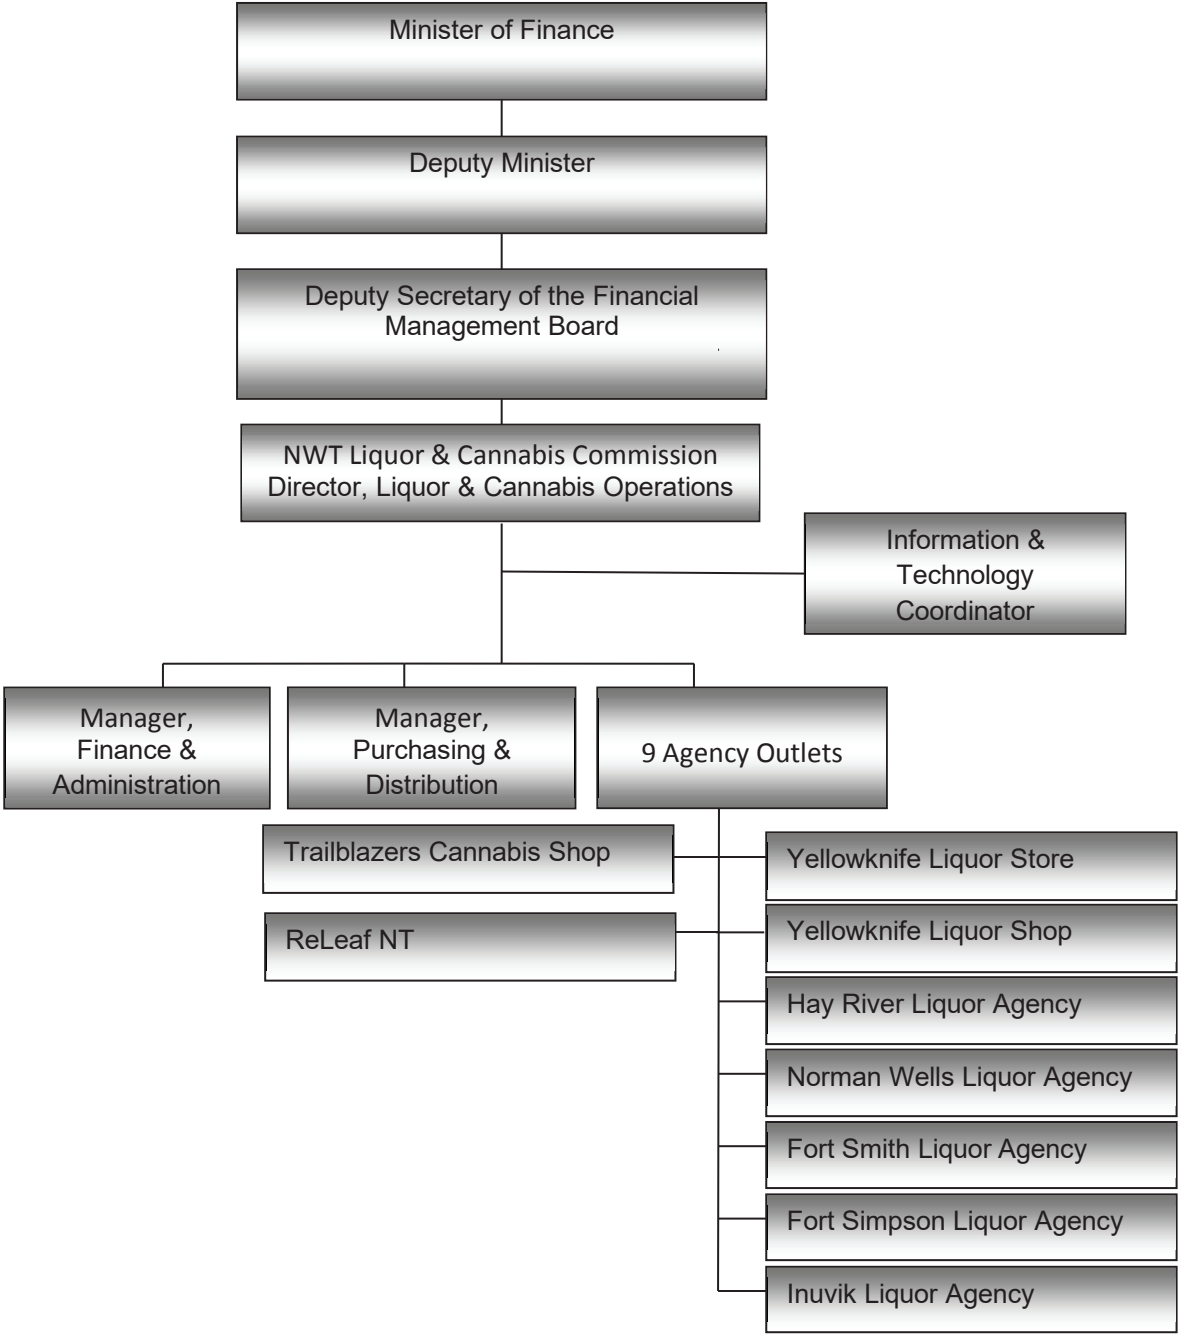 Minister of Finance
Deputy Minister
Deputy Secretary of the Financial
Management Board
NWT Liquor & Cannabis Commission
Director, Liquor & Cannabis Operations
Information &
Technology
Coordinator
Manager,
Finance &
Administration
Manager,
Purchasing &
Distribution
9 Agency Outlets
Trailblazers Cannabis Shop
ReLeaf NT
Yellowknife Liquor Store
Yellowknife Liquor Shop
Hay River Liquor Agency
Norman Wells Liquor Agency
Fort Smith Liquor Agency
Fort Simpson Liquor Agency
Inuvik Liquor Agency